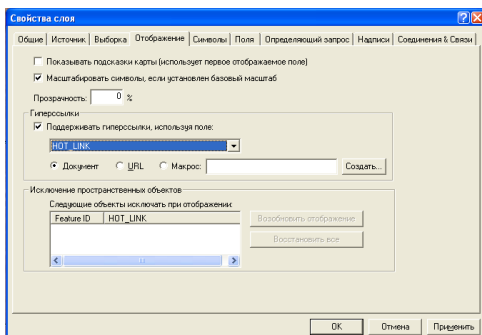 Свойства слоя
Общие Источник Выборка Отображение Символы Поля Определяющий запрос Надписи Соединения & Связи
Показывать подсказки карты (использует первое отображаемое поле)
Масштабировать символы, если установлен базовый масштаб
Прозрачность: 0 %
Гиперссылки
Поддерживать гиперссылки, используя поле:
HOT_LINK
Документ URL Макрос: Создать...
Исключение пространственных объектов
Следующие объекты исключать при отображении:
Feature ID HOT_LINK
Возобновить отображение
Восстановить все
OK Отмена Применить